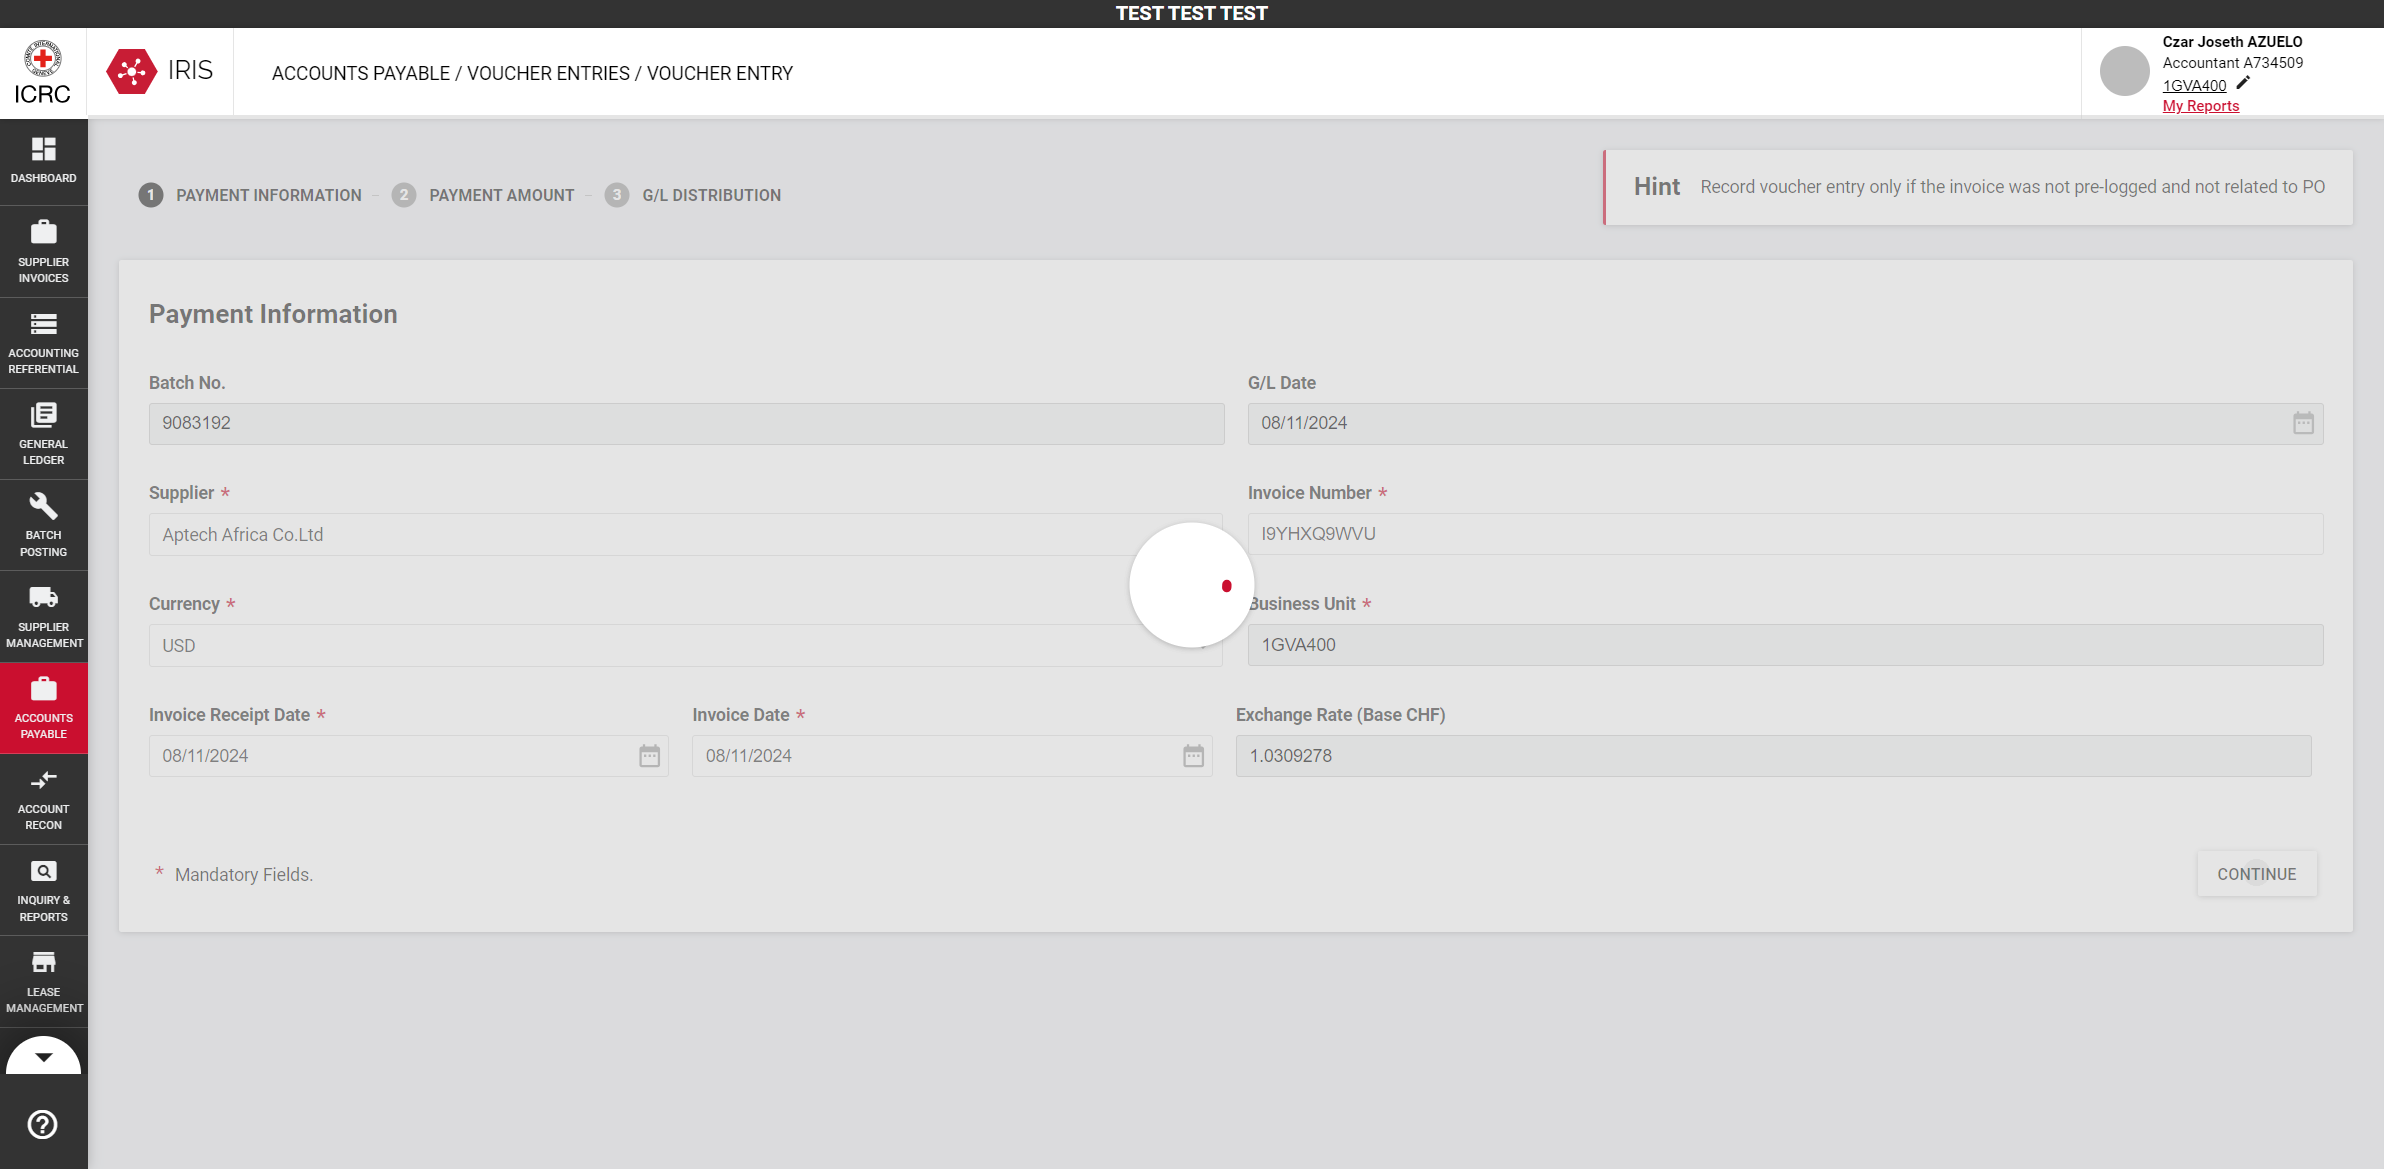 TEST TEST TEST
ICRC
IRIS
ACCOUNTS PAYABLE / VOUCHER ENTRIES / VOUCHER ENTRY
Czar Joseth AZUELO
Accountant A734509
1GVA400
My Reports
DASHBOARD
SUPPLIER
INVOICES
ACCOUNTING
REFERENTIAL
GENERAL
LEDGER
BATCH
POSTING
SUPPLIER
MANAGEMENT
ACCOUNTS
PAYABLE
ACCOUNT
RECON
INQUIRY &
REPORTS
LEASE
MANAGEMENT
1 PAYMENT INFORMATION – 2 PAYMENT AMOUNT – 3 G/L DISTRIBUTION
Hint Record voucher entry only if the invoice was not pre-logged and not related to PO
Payment Information
Batch No. G/L Date
9083192 08/11/2024
Supplier * Invoice Number *
Aptech Africa Co.Ltd I9YHXQ9WVU
Currency * Business Unit *
USD 1GVA400
Invoice Receipt Date * Invoice Date * Exchange Rate (Base CHF)
08/11/2024 08/11/2024 1.0309278
* Mandatory Fields.
CONTINUE